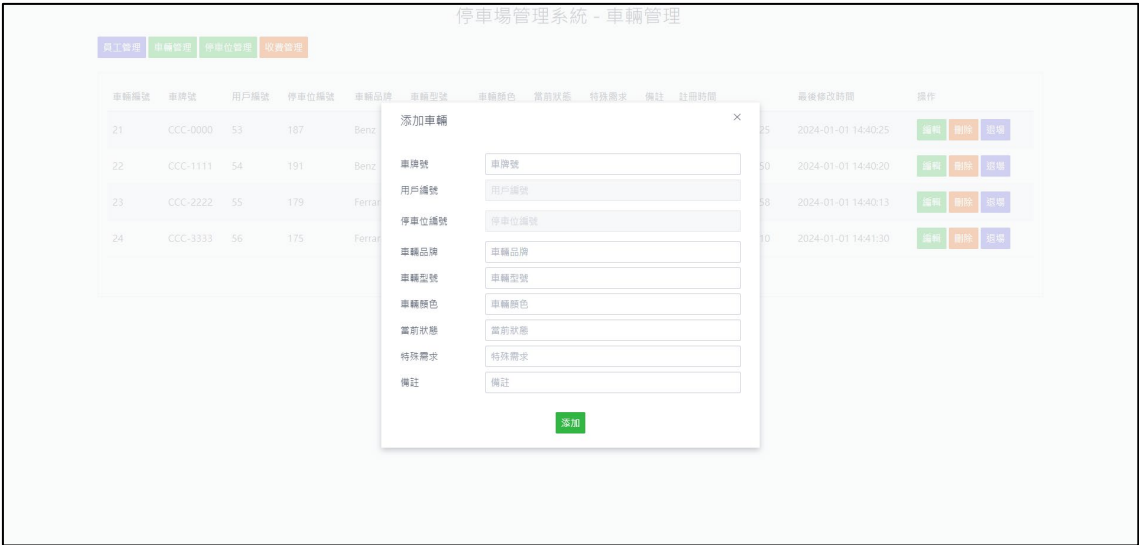 停車場管理系統 - 車輛管理
員工管理 車輛管理 停車位管理 收費管理
車輛編號 車牌號 用戶編號 停車位編號 車輛品牌 車輛型號 車輛顏色 當前狀態 特殊需求 備註 註冊時間 最後修改時間 操作
添加車輛 ×
21 CCC-0000 53 187 Benz 25 2024-01-01 14:40:25 編輯 刪除 退場
車牌號 車牌號
22 CCC-1111 54 191 Benz 50 2024-01-01 14:40:20 編輯 刪除 退場
用戶編號 用戶編號
23 CCC-2222 55 179 Ferrar 58 2024-01-01 14:40:13 編輯 刪除 退場
停車位編號 停車位編號
24 CCC-3333 56 175 Ferrar 10 2024-01-01 14:41:30 編輯 刪除 退場
車輛品牌 車輛品牌
車輛型號 車輛型號
車輛顏色 車輛顏色
當前狀態 當前狀態
特殊需求 特殊需求
備註 備註
添加